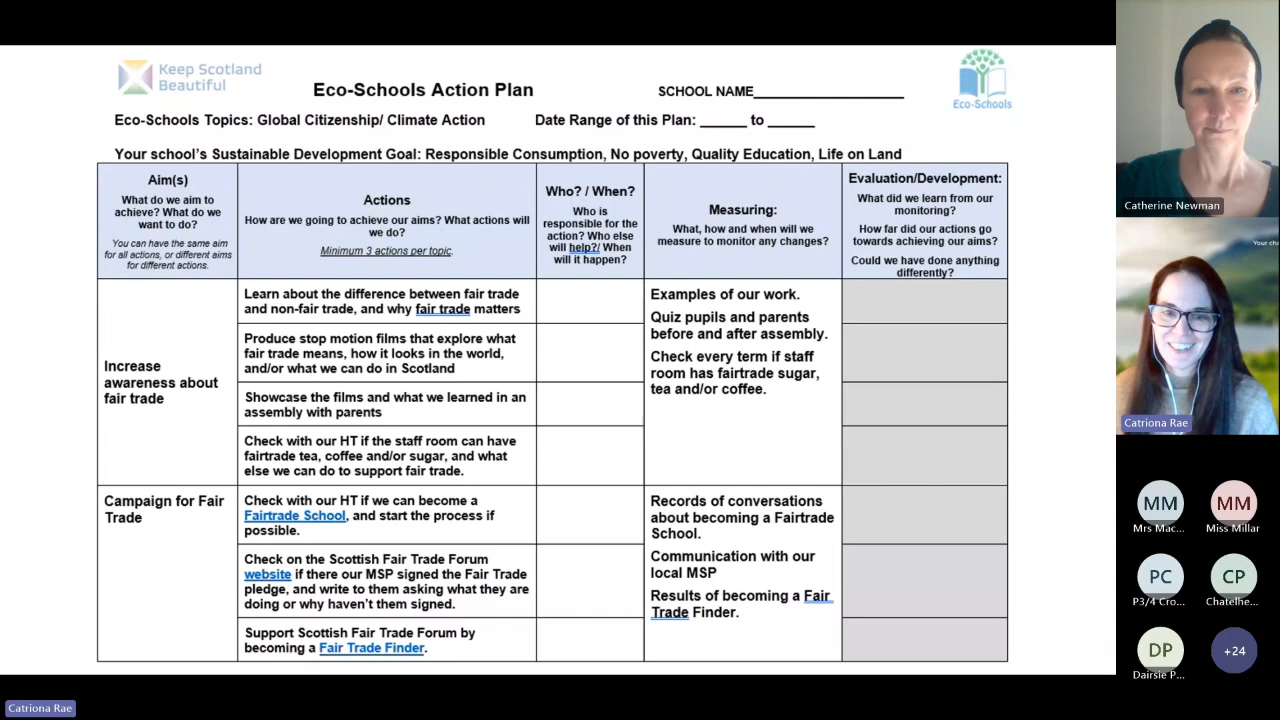 Keep Scotland
Beautiful
Eco-Schools Action Plan
SCHOOL NAME____________________
Eco-Schools
Eco-Schools Topics: Global Citizenship/ Climate Action
Date Range of this Plan: ______ to ______
Your school's Sustainable Development Goal: Responsible Consumption, No poverty, Quality Education, Life on Land
Aim(s)
What do we aim to
achieve? What do we
want to do?
You can have the same aim
for all actions, or different aims
for different actions.
Actions
How are we going to achieve our aims? What actions will
we do?
Minimum 3 actions per topic.
Who? / When?
Who is
responsible for the
action? Who else
will help?/ When
will it happen?
Measuring:
What, how and when will we
measure to monitor any changes?
Evaluation/Development:
What did we learn from our
monitoring?
How far did our actions go
towards achieving our aims?
Could we have done anything
differently?
Increase
awareness about
fair trade
Learn about the difference between fair trade
and non-fair trade, and why fair trade matters
Produce stop motion films that explore what
fair trade means, how it looks in the world,
and/or what we can do in Scotland
Showcase the films and what we learned in an
assembly with parents
Check with our HT if the staff room can have
fairtrade tea, coffee and/or sugar, and what
else we can do to support fair trade.
Examples of our work.
Quiz pupils and parents
before and after assembly.
Check every term if staff
room has fairtrade sugar,
tea and/or coffee.
Campaign for Fair
Trade
Check with our HT if we can become a
Fairtrade School, and start the process if
possible.
Check on the Scottish Fair Trade Forum
website if there our MSP signed the Fair Trade
pledge, and write to them asking what they are
doing or why haven't them signed.
Support Scottish Fair Trade Forum by
becoming a Fair Trade Finder.
Records of conversations
about becoming a Fairtrade
School.
Communication with our
local MSP
Results of becoming a Fair
Trade Finder.
Catherine Newman
Your cha
Catriona Rae
MM
Mrs Mac...
MM
Miss Millar
PC
P3/4 Cro...
CP
Chatelhe...
DP
Dairsie P...
+24
Catriona Rae